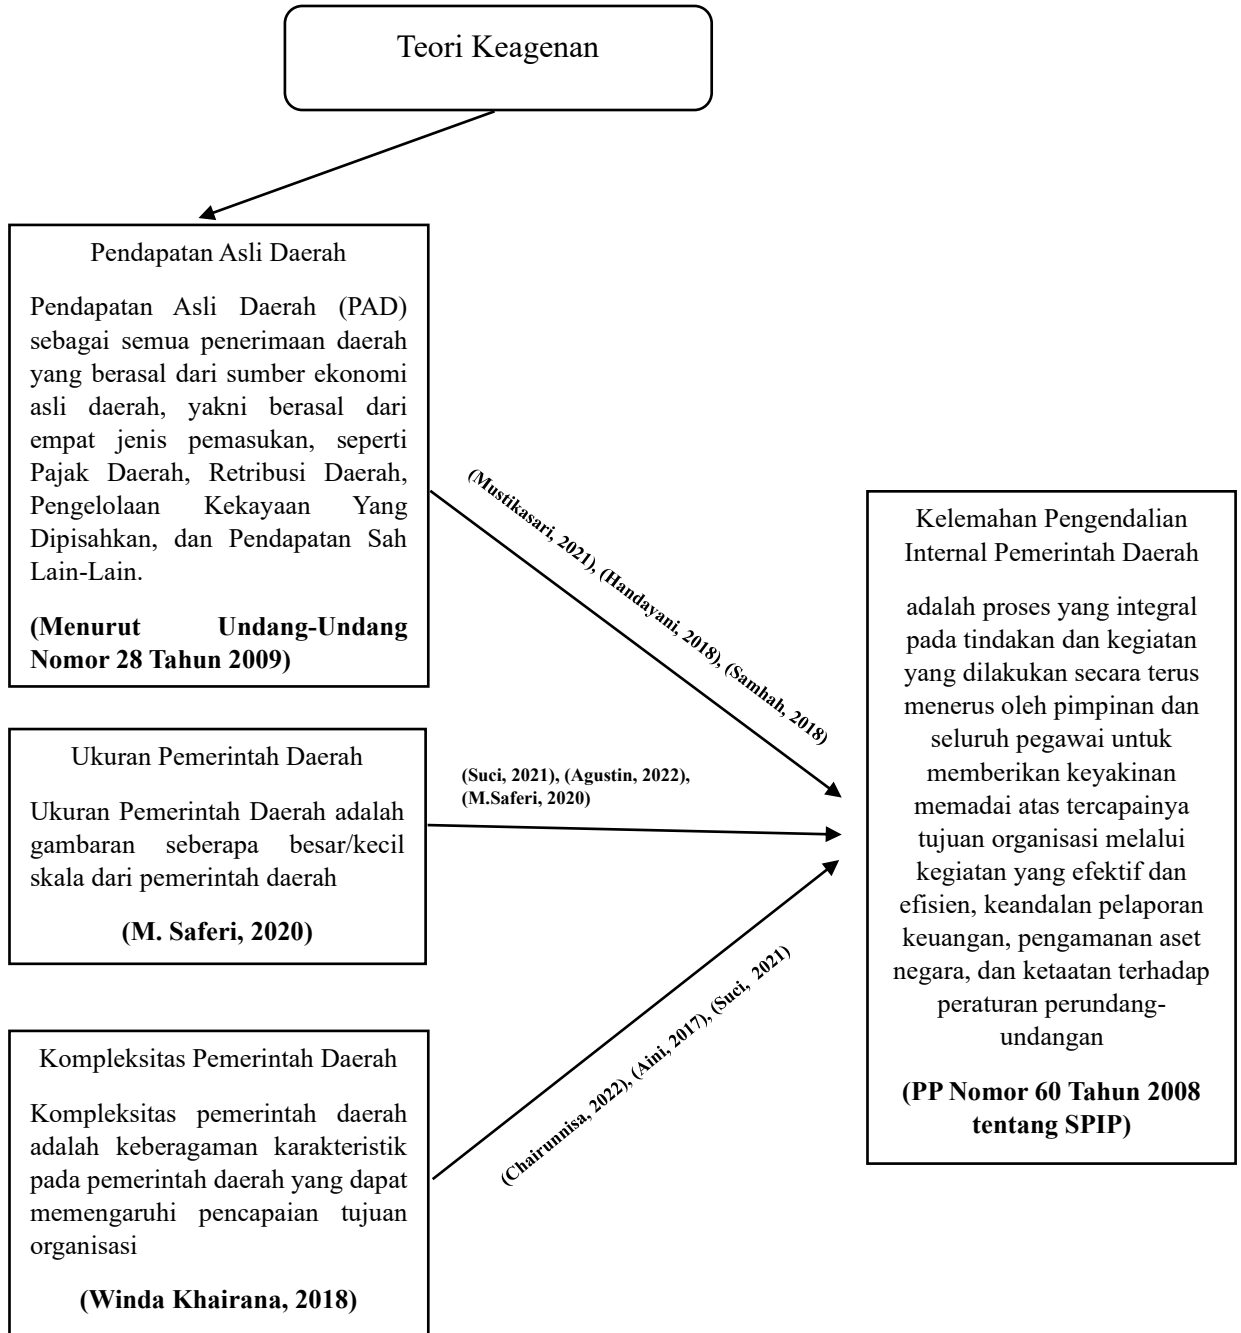 Teori Keagenan
Pendapatan Asli Daerah
Pendapatan Asli Daerah (PAD)
sebagai semua penerimaan daerah
yang berasal dari sumber ekonomi
asli daerah, yakni berasal dari
empat jenis pemasukan, seperti
Pajak Daerah, Retribusi Daerah,
Pengelolaan Kekayaan Yang
Dipisahkan, dan Pendapatan Sah
Lain-Lain.
(Menurut Undang-Undang
Nomor 28 Tahun 2009)
(Mustikasari, 2021), (Handayani, 2018), (Samhah, 2018)
Ukuran Pemerintah Daerah
Ukuran Pemerintah Daerah adalah
gambaran seberapa besar/kecil
skala dari pemerintah daerah
(M. Saferi, 2020)
(Suci, 2021), (Agustin, 2022),
(M.Saferi, 2020)
Kompleksitas Pemerintah Daerah
Kompleksitas pemerintah daerah
adalah keberagaman karakteristik
pada pemerintah daerah yang dapat
memengaruhi pencapaian tujuan
organisasi
(Winda Khairana, 2018)
(Chairunnisa, 2022), (Aini, 2017), (Suci, 2021)
Kelemahan Pengendalian
Internal Pemerintah Daerah
adalah proses yang integral
pada tindakan dan kegiatan
yang dilakukan secara terus
menerus oleh pimpinan dan
seluruh pegawai untuk
memberikan keyakinan
memadai atas tercapainya
tujuan organisasi melalui
kegiatan yang efektif dan
efisien, keandalan pelaporan
keuangan, pengamanan aset
negara, dan ketaatan terhadap
peraturan perundang-
undangan
(PP Nomor 60 Tahun 2008
tentang SPIP)